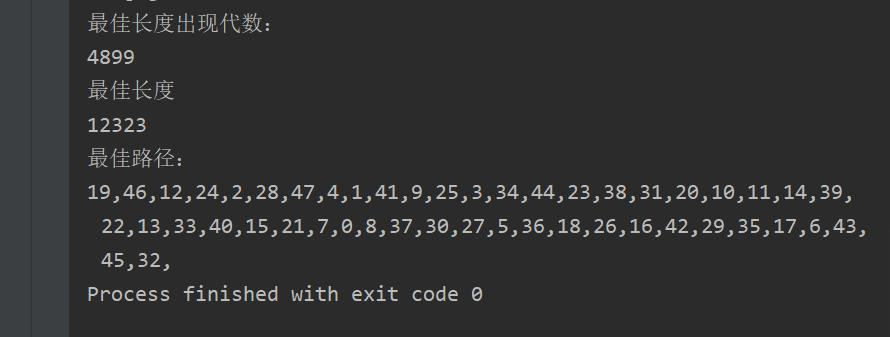 最佳长度出现代数：
4899
最佳长度
12323
最佳路径：
19,46,12,24,2,28,47,4,1,41,9,25,3,34,44,23,38,31,20,10,11,14,39,
22,13,33,40,15,21,7,0,8,37,30,27,5,36,18,26,16,42,29,35,17,6,43,
45,32,
Process finished with exit code 0